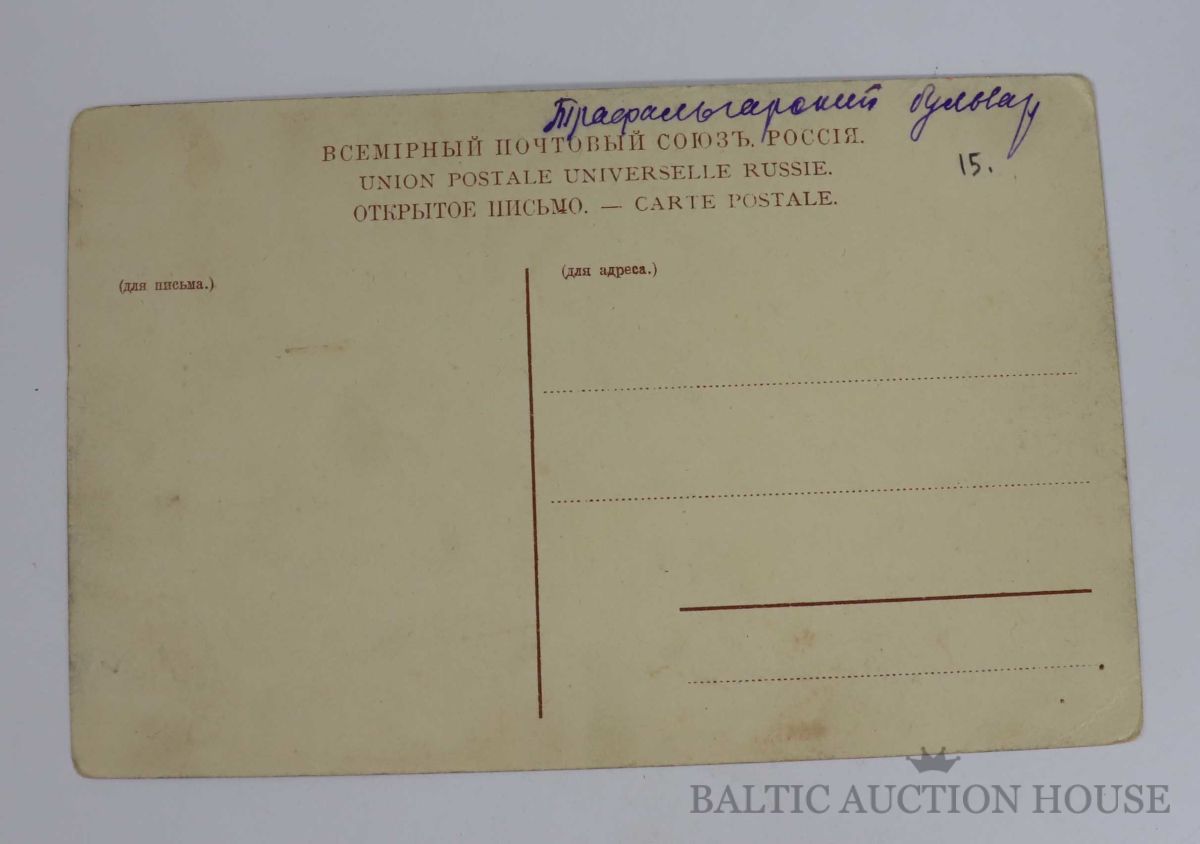 Трафальгарский бульвар
ВСЕМІРНЫЙ ПОЧТОВЫЙ СОЮЗЪ. РОССІЯ.
15.
UNION POSTALE UNIVERSELLE RUSSIE.
ОТКРЫТОЕ ПИСЬМО. — CARTE POSTALE.
(для письма.)
(для адреса.)
BALTIC AUCTION HOUSE